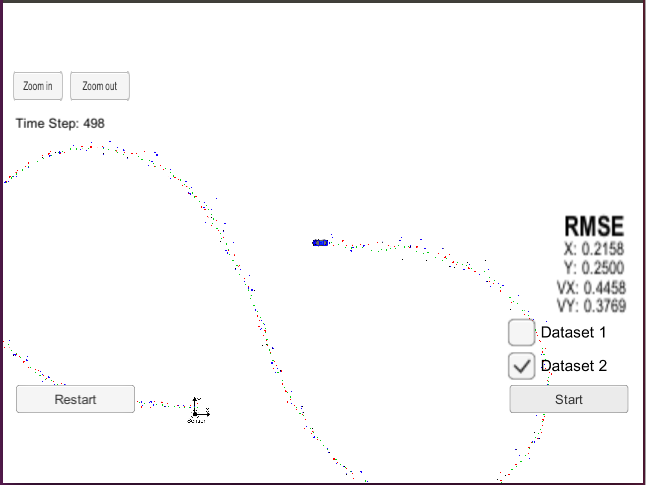 Zoom in
Zoom out
Time Step: 498
RMSE
X: 0.2158
Y: 0.2500
VX: 0.4458
VY: 0.3769
Dataset 1
Dataset 2
Restart
Start